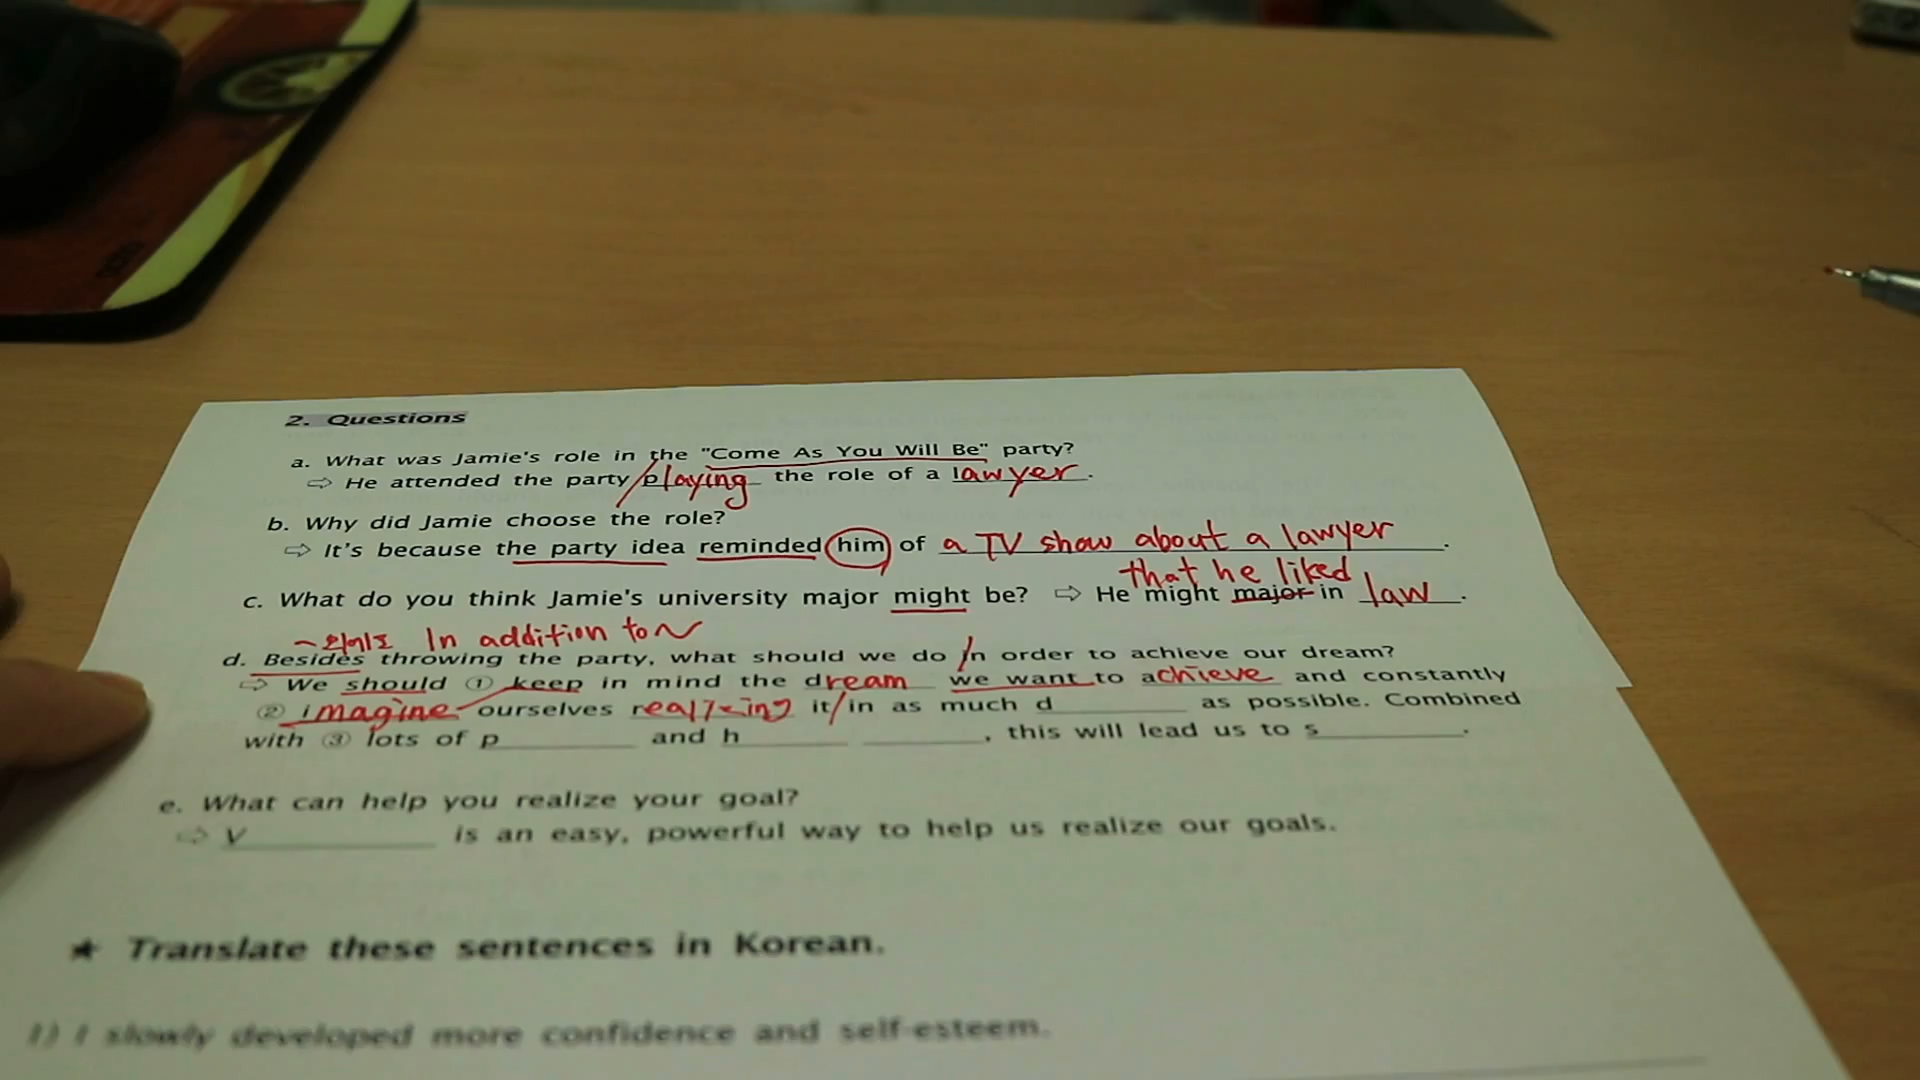 2. Questions
a. What was Jamie's role in the "Come As You Will Be" party?
⇨ He attended the party playing the role of a lawyer.
b. Why did Jamie choose the role?
⇨ It's because the party idea reminded him of a TV show about a lawyer.
that he liked
c. What do you think Jamie's university major might be? ⇨ He might major in law.
~외에도 In addition to~
d. Besides throwing the party, what should we do in order to achieve our dream?
⇨ We should ① keep in mind the dream we want to achieve and constantly
② imagine ourselves realizing it in as much d________ as possible. Combined
with ③ lots of p________ and h________ ________, this will lead us to s________.
e. What can help you realize your goal?
⇨ V________ is an easy, powerful way to help us realize our goals.
★ Translate these sentences in Korean.
1) I slowly developed more confidence and self-esteem.